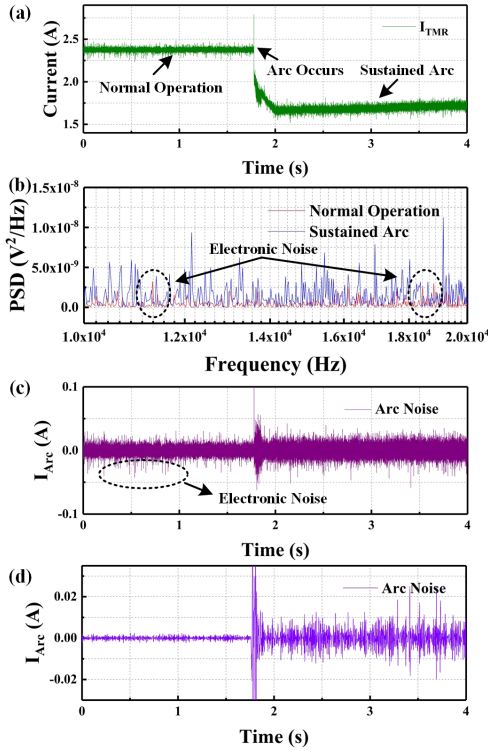 (a)
Current (A)
2.5
2.0
1.5
I_TMR
Normal Operation
Arc Occurs
Sustained Arc
0 1 2 3 4
Time (s)
(b)
PSD (V²/Hz)
1.5x10⁻⁸
1.0x10⁻⁸
5.0x10⁻⁹
0.0
Normal Operation
Sustained Arc
Electronic Noise
1.0x10⁴ 1.2x10⁴ 1.4x10⁴ 1.6x10⁴ 1.8x10⁴ 2.0x10⁴
Frequency (Hz)
(c)
I_Arc (A)
0.1
0.0
-0.1
Arc Noise
Electronic Noise
0 1 2 3 4
Time (s)
(d)
I_Arc (A)
0.02
0.00
-0.02
Arc Noise
0 1 2 3 4
Time (s)